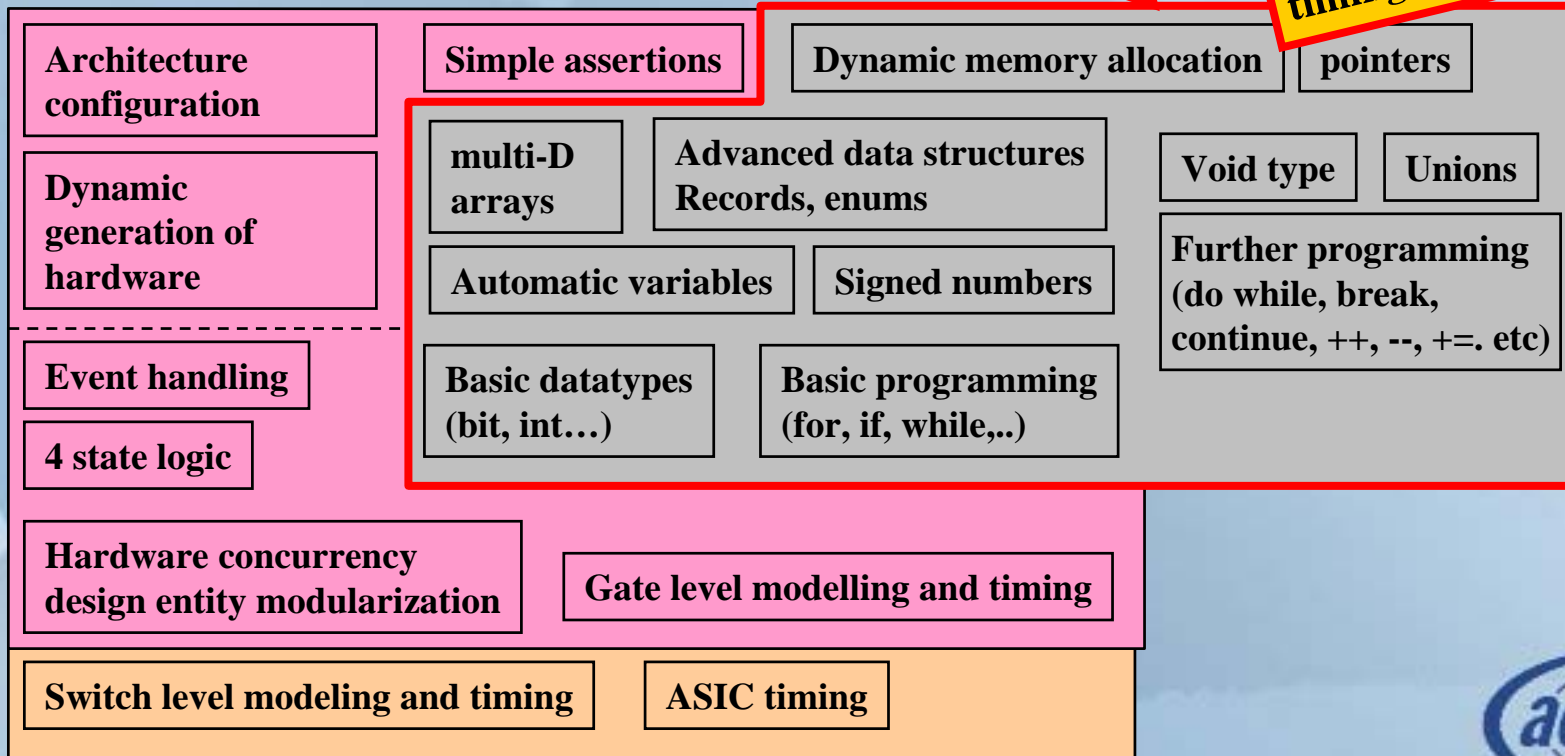 timing
Architecture
configuration
Simple assertions
Dynamic memory allocation
pointers
multi-D
arrays
Advanced data structures
Records, enums
Void type
Unions
Dynamic
generation of
hardware
Automatic variables
Signed numbers
Further programming
(do while, break,
continue, ++, --, +=. etc)
Event handling
Basic datatypes
(bit, int…)
Basic programming
(for, if, while,..)
4 state logic
Hardware concurrency
design entity modularization
Gate level modelling and timing
Switch level modeling and timing
ASIC timing